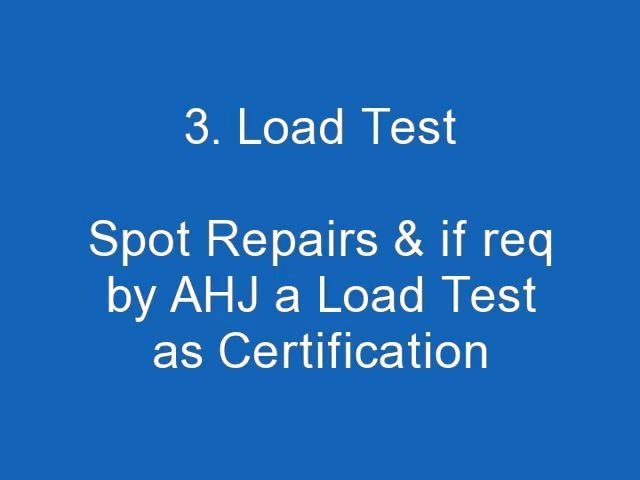 3. Load Test
Spot Repairs & if req
by AHJ a Load Test
as Certification